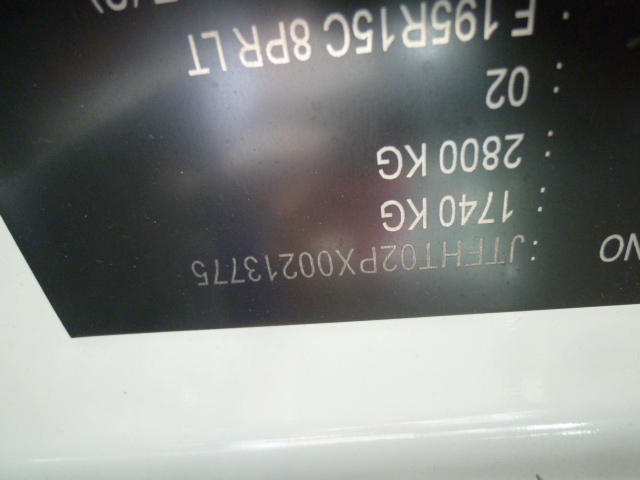 NO : JTFHT02PX00213775
: 1740 KG
: 2800 KG
: 02
: F 195R15C 8PR LT